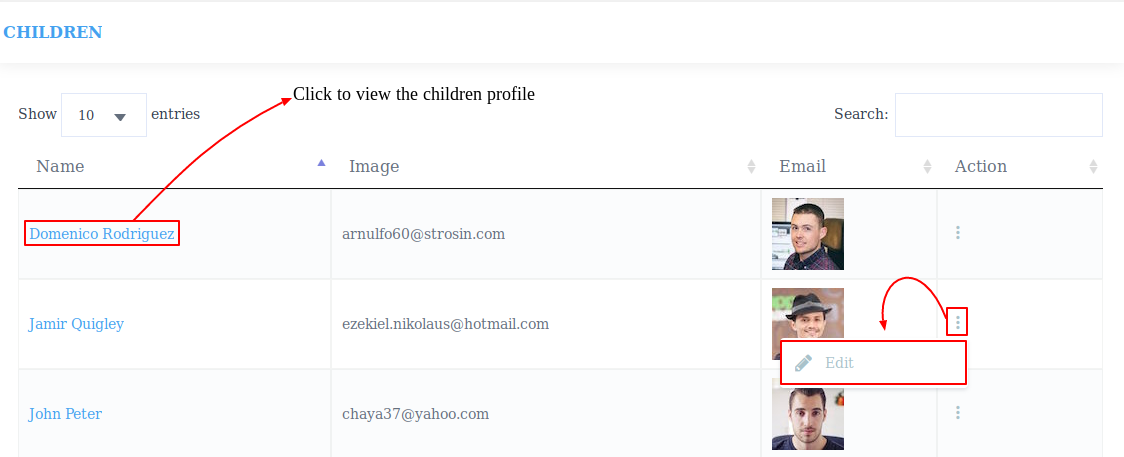 CHILDREN
Click to view the children profile
Show 10 entries
Search:
Name Image Email Action
Domenico Rodriguez arnulfo60@strosin.com
Jamir Quigley ezekiel.nikolaus@hotmail.com
Edit
John Peter chaya37@yahoo.com